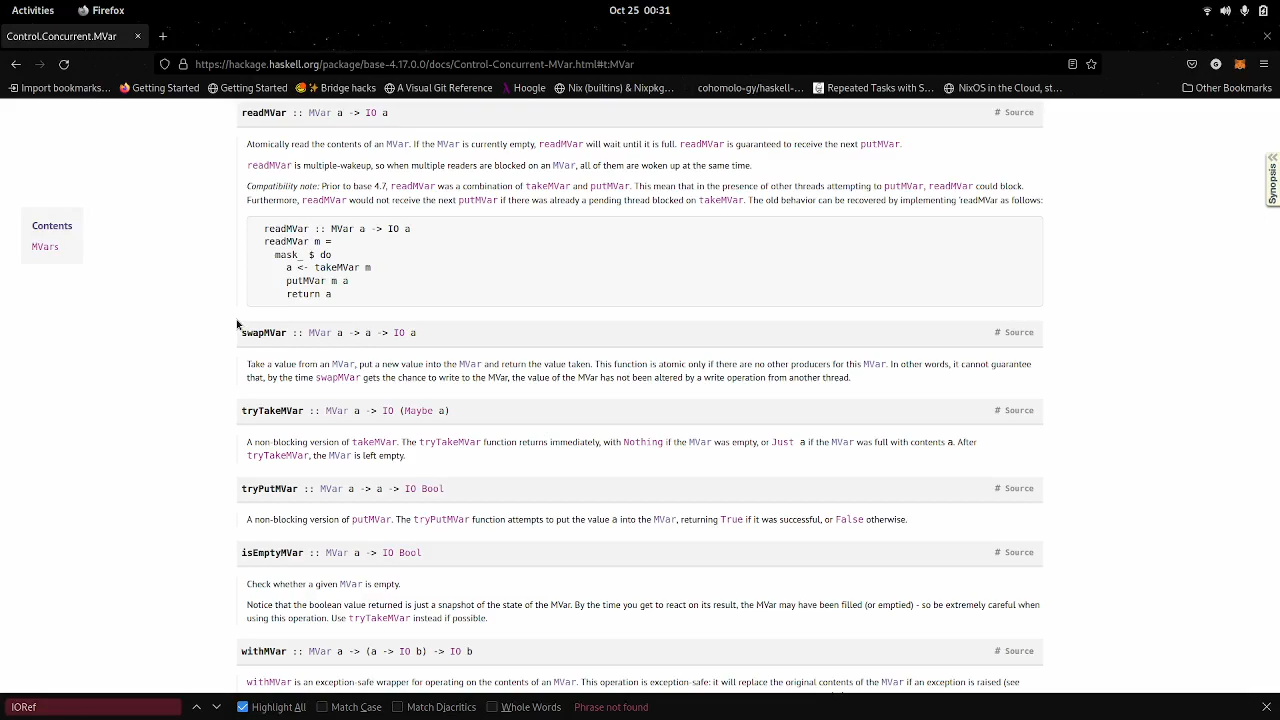 Activities Firefox Oct 25 00:31
Control.Concurrent.MVar × +
https://hackage.haskell.org/package/base-4.17.0.0/docs/Control-Concurrent-MVar.html#t:MVar
Import bookmarks... Getting Started Getting Started ✨ Bridge hacks A Visual Git Reference Hoogle Nix (builtins) & Nixpkg... cohomolo-gy/haskell-... Repeated Tasks with S... NixOS in the Cloud, st... Other Bookmarks
readMVar :: MVar a -> IO a # Source
Atomically read the contents of an MVar. If the MVar is currently empty, readMVar will wait until it is full. readMVar is guaranteed to receive the next putMVar.
readMVar is multiple-wakeup, so when multiple readers are blocked on an MVar, all of them are woken up at the same time.
Compatibility note: Prior to base 4.7, readMVar was a combination of takeMVar and putMVar. This mean that in the presence of other threads attempting to putMVar, readMVar could block.
Furthermore, readMVar would not receive the next putMVar if there was already a pending thread blocked on takeMVar. The old behavior can be recovered by implementing 'readMVar as follows:
Synopsis
Contents
MVars
readMVar :: MVar a -> IO a
readMVar m =
mask_ $ do
a <- takeMVar m
putMVar m a
return a
swapMVar :: MVar a -> a -> IO a # Source
Take a value from an MVar, put a new value into the MVar and return the value taken. This function is atomic only if there are no other producers for this MVar. In other words, it cannot guarantee
that, by the time swapMVar gets the chance to write to the MVar, the value of the MVar has not been altered by a write operation from another thread.
tryTakeMVar :: MVar a -> IO (Maybe a) # Source
A non-blocking version of takeMVar. The tryTakeMVar function returns immediately, with Nothing if the MVar was empty, or Just a if the MVar was full with contents a. After
tryTakeMVar, the MVar is left empty.
tryPutMVar :: MVar a -> a -> IO Bool # Source
A non-blocking version of putMVar. The tryPutMVar function attempts to put the value a into the MVar, returning True if it was successful, or False otherwise.
isEmptyMVar :: MVar a -> IO Bool # Source
Check whether a given MVar is empty.
Notice that the boolean value returned is just a snapshot of the state of the MVar. By the time you get to react on its result, the MVar may have been filled (or emptied) - so be extremely careful when
using this operation. Use tryTakeMVar instead if possible.
withMVar :: MVar a -> (a -> IO b) -> IO b # Source
withMVar is an exception-safe wrapper for operating on the contents of an MVar. This operation is exception-safe: it will replace the original contents of the MVar if an exception is raised (see
IORef Highlight All Match Case Match Diacritics Whole Words Phrase not found